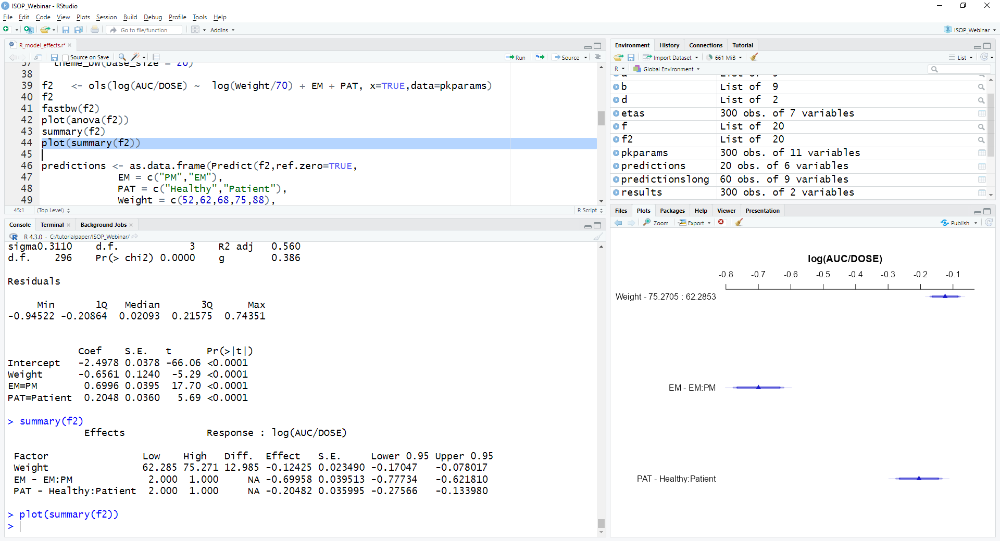 ISOP_Webinar - RStudio
File Edit Code View Plots Session Build Debug Profile Tools Help
Go to file/function Addins ISOP_Webinar
R_model_effects.r*
Source on Save Run Source
37 theme_bw(base_size = 20)
38
39 f2 <- ols(log(AUC/DOSE) ~ log(Weight/70) + EM + PAT, x=TRUE,data=pkparams)
40 f2
41 fastbw(f2)
42 plot(anova(f2))
43 summary(f2)
44 plot(summary(f2))
45
46 predictions <- as.data.frame(Predict(f2,ref.zero=TRUE,
47 EM = c("PM","EM"),
48 PAT = c("Healthy","Patient"),
49 Weight = c(52,62,68,75,88),
45:1 (Top Level) R Script
Console Terminal Background Jobs
R 4.3.0 · C:/tutorialpaper/ISOP_Webinar/
sigma0.3110 d.f. 3 R2 adj 0.560
d.f. 296 Pr(> chi2) 0.0000 g 0.386
Residuals
Min 1Q Median 3Q Max
-0.94522 -0.20864 0.02093 0.21575 0.74351
Coef S.E. t Pr(>|t|)
Intercept -2.4978 0.0378 -66.06 <0.0001
Weight -0.6561 0.1240 -5.29 <0.0001
EM=PM 0.6996 0.0395 17.70 <0.0001
PAT=Patient 0.2048 0.0360 5.69 <0.0001
> summary(f2)
Effects Response : log(AUC/DOSE)
Factor Low High Diff. Effect S.E. Lower 0.95 Upper 0.95
Weight 62.285 75.271 12.985 -0.12425 0.023490 -0.17047 -0.078017
EM - EM:PM 2.000 1.000 NA -0.69958 0.039513 -0.77734 -0.621810
PAT - Healthy:Patient 2.000 1.000 NA -0.20482 0.035995 -0.27566 -0.133980
> plot(summary(f2))
>
Environment History Connections Tutorial
Import Dataset 661 MiB List
R Global Environment
b List of 9
d List of 2
etas 300 obs. of 7 variables
f List of 20
f2 List of 20
pkparams 300 obs. of 11 variables
predictions 20 obs. of 6 variables
predictionslong 60 obs. of 9 variables
results 300 obs. of 2 variables
Files Plots Packages Help Viewer Presentation
Zoom Export Publish
log(AUC/DOSE)
-0.8 -0.7 -0.6 -0.5 -0.4 -0.3 -0.2 -0.1
Weight - 75.2705 : 62.2853
EM - EM:PM
PAT - Healthy:Patient